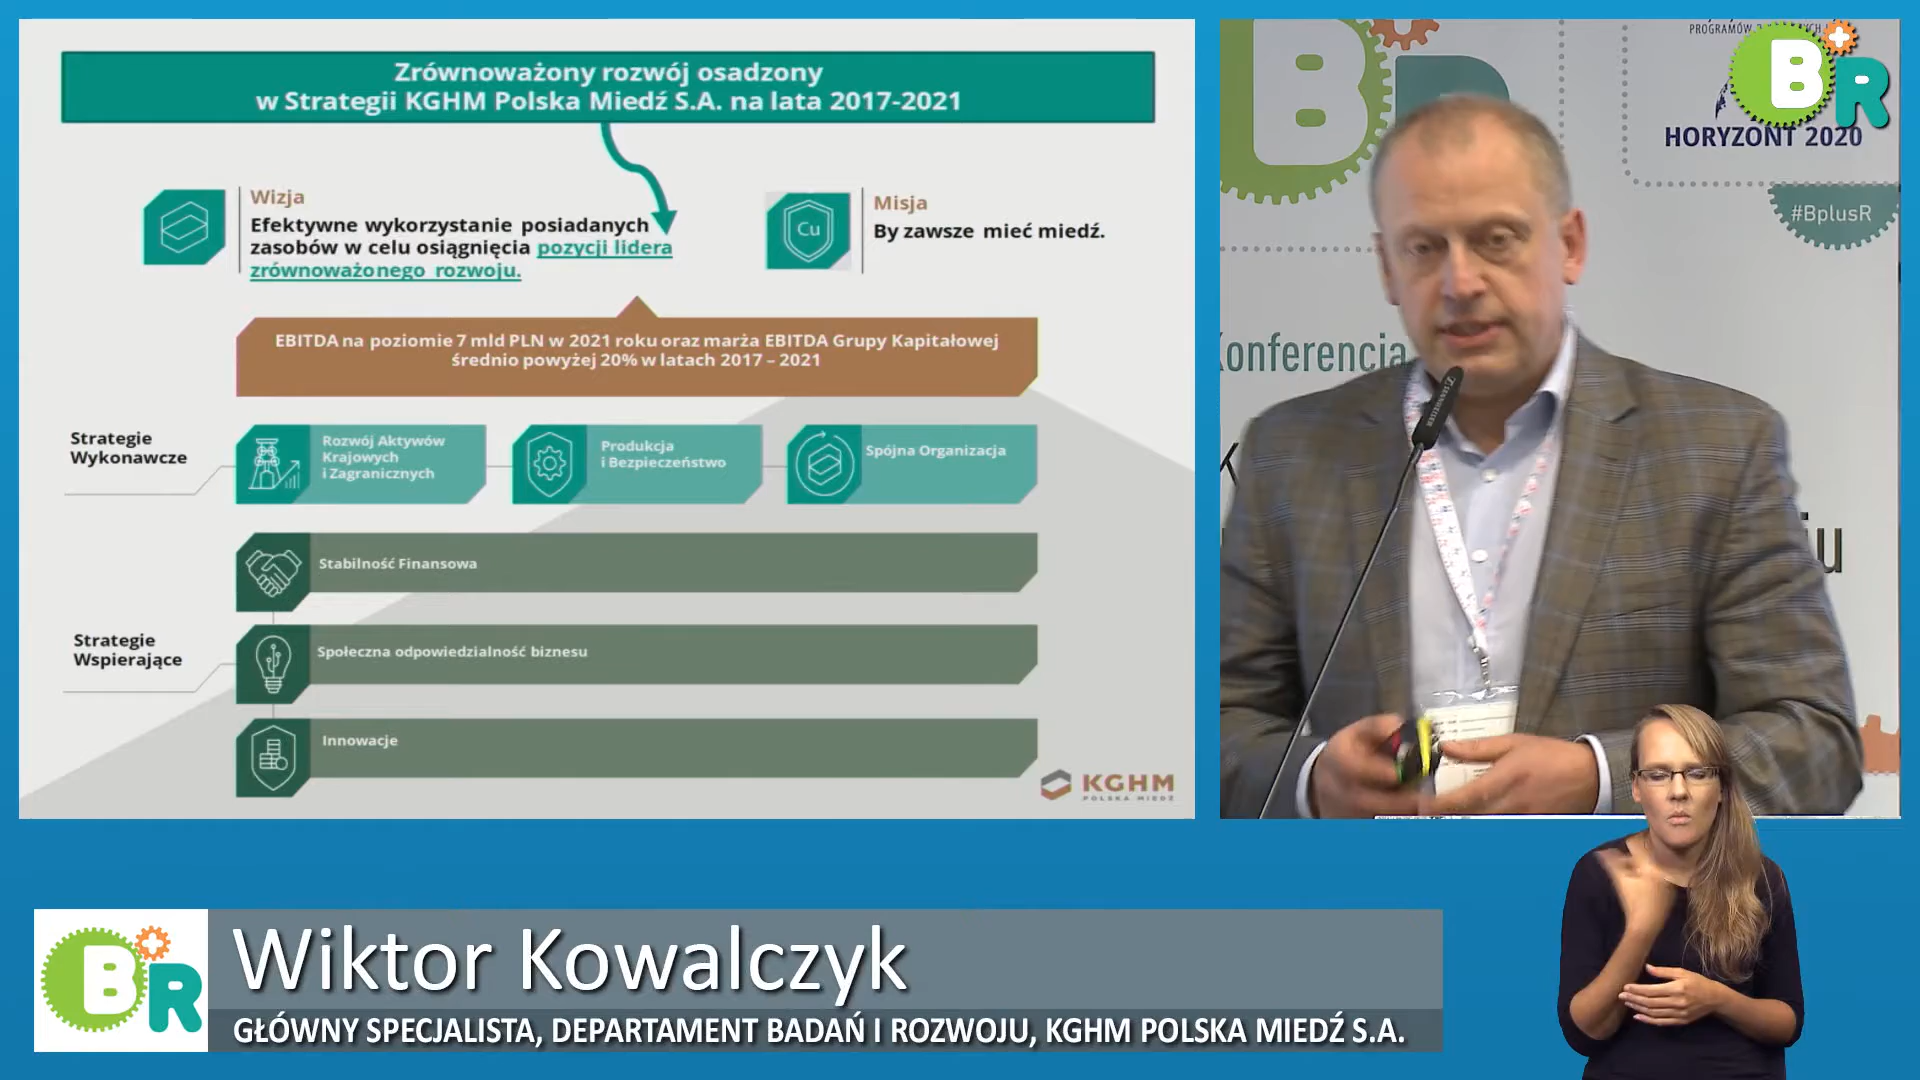 Zrównoważony rozwój osadzony
w Strategii KGHM Polska Miedź S.A. na lata 2017-2021
Wizja
Efektywne wykorzystanie posiadanych
zasobów w celu osiągnięcia pozycji lidera
zrównoważonego rozwoju.
Cu
Misja
By zawsze mieć miedź.
EBITDA na poziomie 7 mld PLN w 2021 roku oraz marża EBITDA Grupy Kapitałowej
średnio powyżej 20% w latach 2017 – 2021
Strategie
Wykonawcze
Rozwój Aktywów
Krajowych
i Zagranicznych
Produkcja
i Bezpieczeństwo
Spójna Organizacja
Stabilność Finansowa
Strategie
Wspierające
Społeczna odpowiedzialność biznesu
Innowacje
KGHM
POLSKA MIEDŹ
B+R
B+R
HORYZONT 2020
#BplusR
Konferencja
K
iu
SENNHEISER
B+R
Wiktor Kowalczyk
GŁÓWNY SPECJALISTA, DEPARTAMENT BADAŃ I ROZWOJU, KGHM POLSKA MIEDŹ S.A.